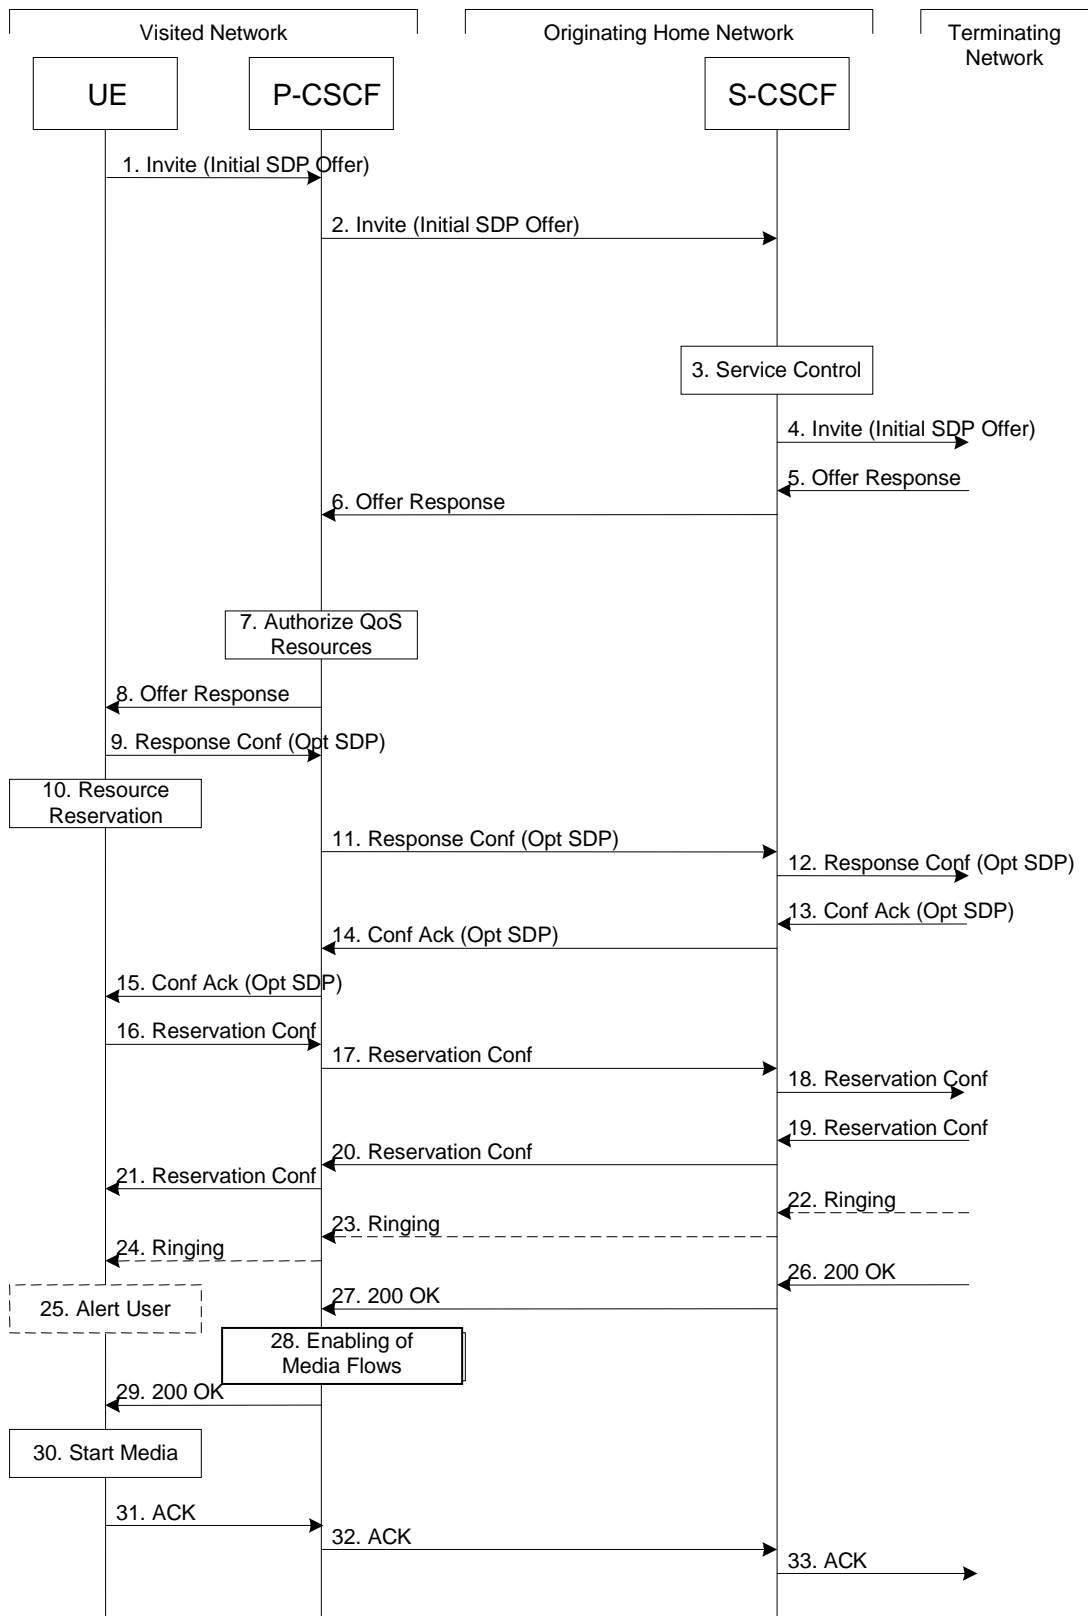 Visited Network
Originating Home Network
Terminating
Network
UE
P-CSCF
S-CSCF
1. Invite (Initial SDP Offer)
2. Invite (Initial SDP Offer)
3. Service Control
4. Invite (Initial SDP Offer)
5. Offer Response
6. Offer Response
7. Authorize QoS
Resources
8. Offer Response
9. Response Conf (Opt SDP)
10. Resource
Reservation
11. Response Conf (Opt SDP)
12. Response Conf (Opt SDP)
13. Conf Ack (Opt SDP)
14. Conf Ack (Opt SDP)
15. Conf Ack (Opt SDP)
16. Reservation Conf
17. Reservation Conf
18. Reservation Conf
19. Reservation Conf
20. Reservation Conf
21. Reservation Conf
22. Ringing
23. Ringing
24. Ringing
25. Alert User
26. 200 OK
27. 200 OK
28. Enabling of
Media Flows
29. 200 OK
30. Start Media
31. ACK
32. ACK
33. ACK